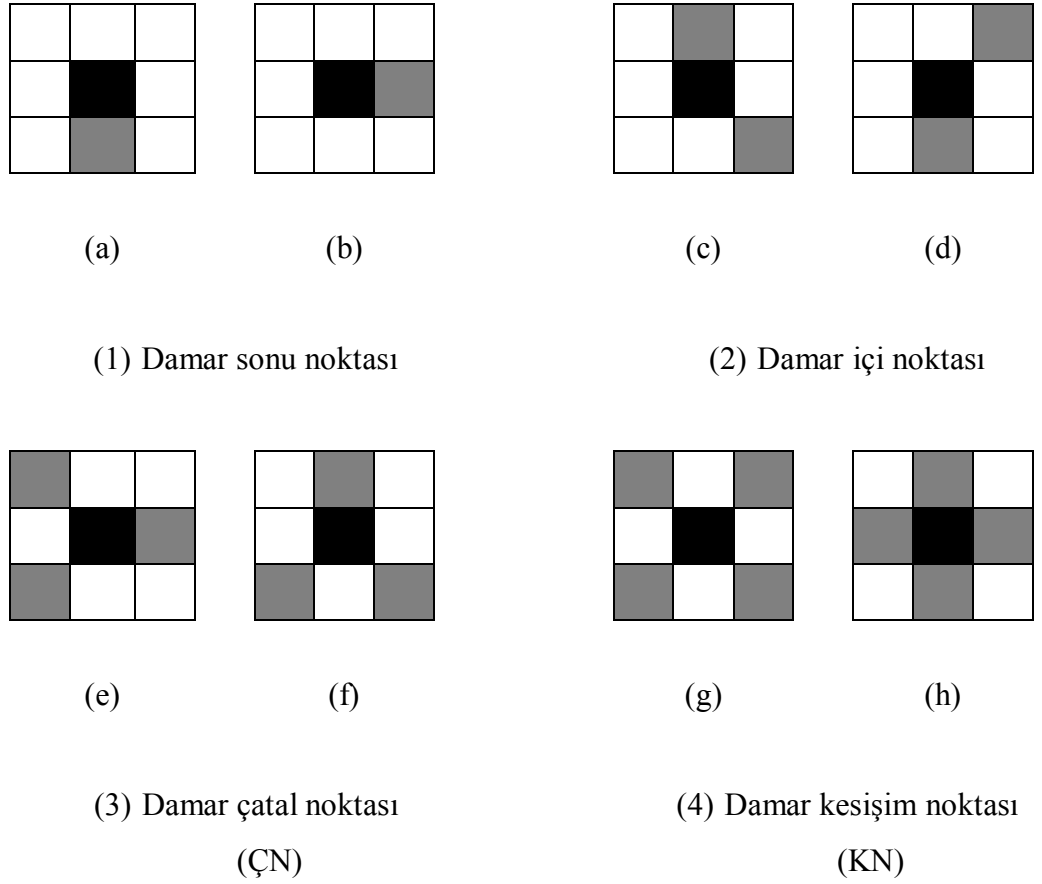 (a) (b) (c) (d)
(1) Damar sonu noktası (2) Damar içi noktası
(e) (f) (g) (h)
(3) Damar çatal noktası (4) Damar kesişim noktası
(ÇN) (KN)